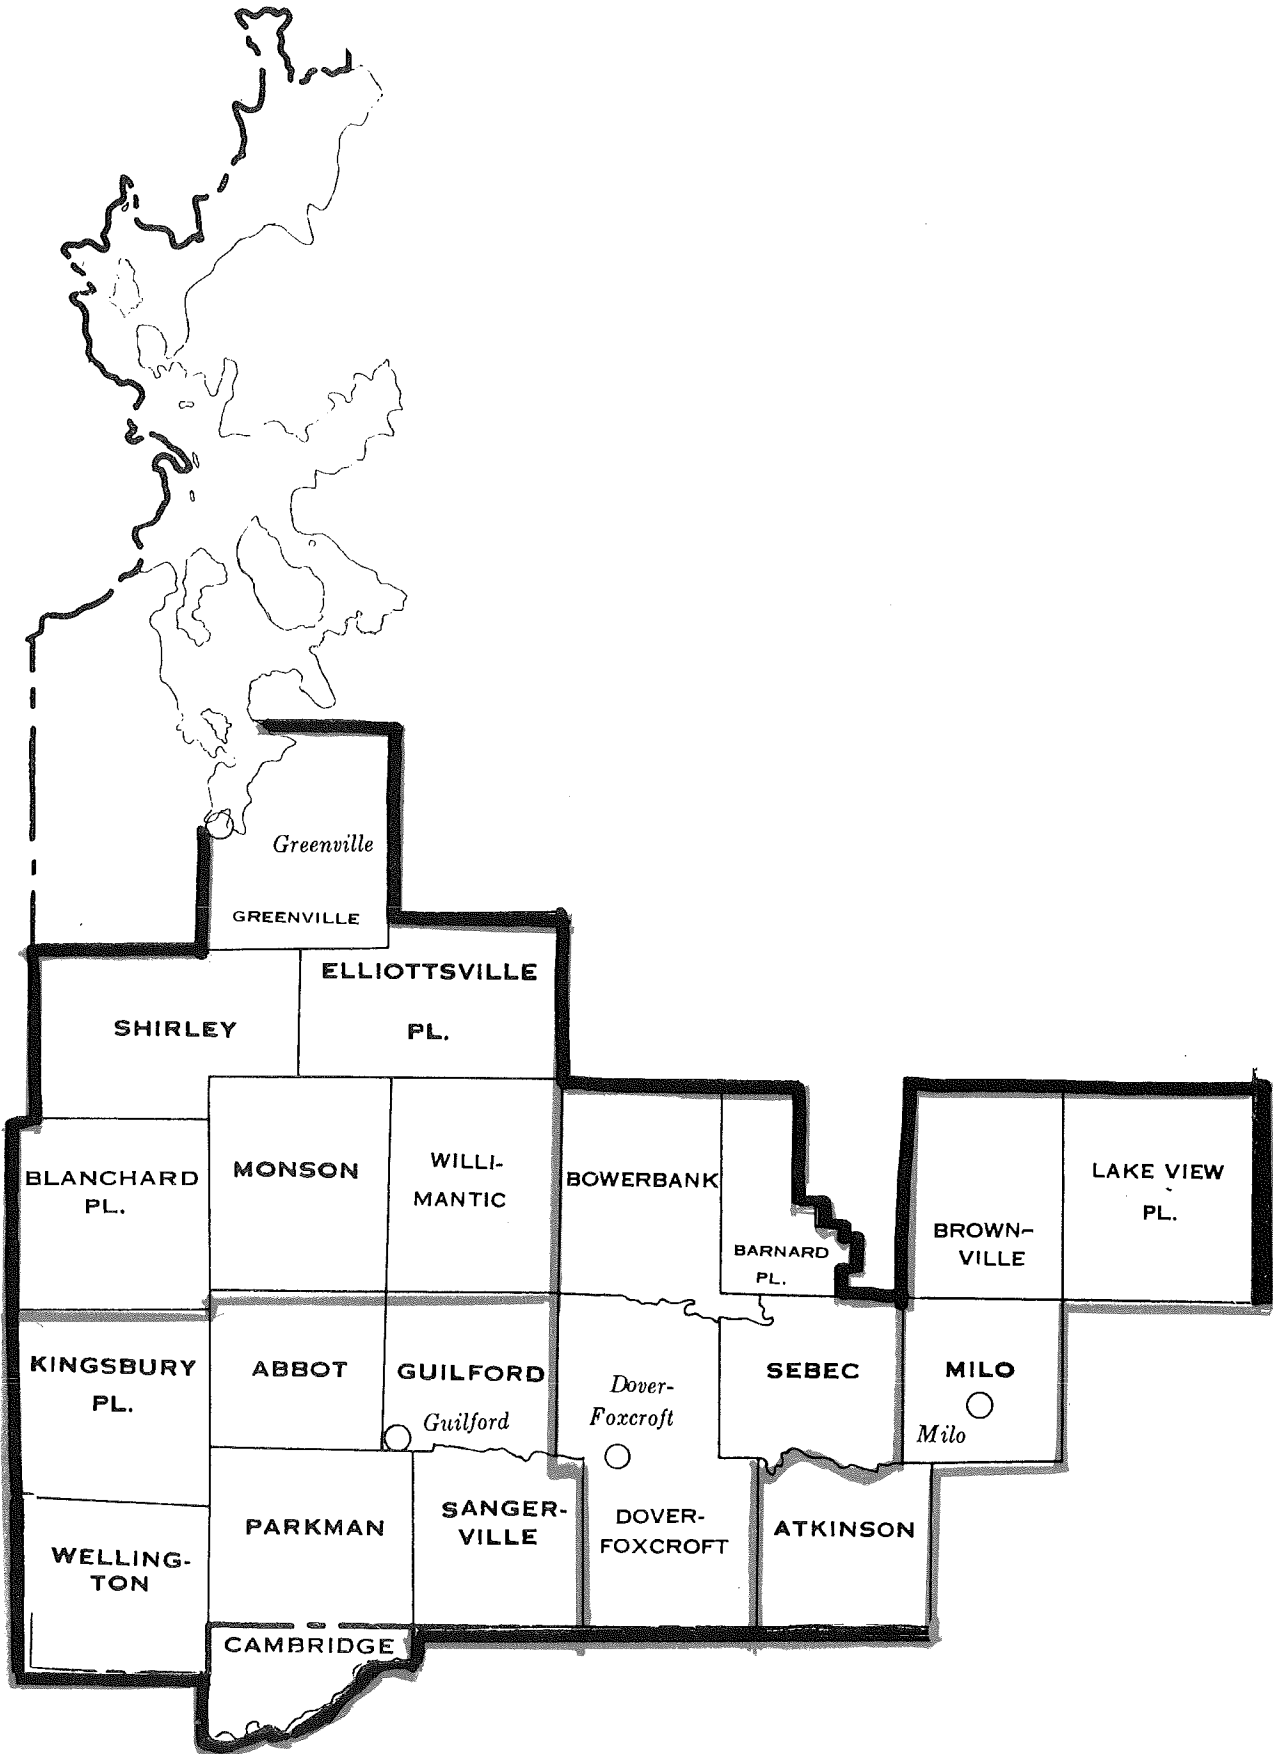 Greenville
GREENVILLE
ELLIOTTSVILLE
PL.
SHIRLEY
BLANCHARD
PL.
MONSON
WILLI-
MANTIC
BOWERBANK
BARNARD
PL.
BROWN-
VILLE
LAKE VIEW
PL.
KINGSBURY
PL.
ABBOT
GUILFORD
Guilford
Dover-
Foxcroft
SEBEC
MILO
Milo
WELLING-
TON
PARKMAN
SANGER-
VILLE
DOVER-
FOXCROFT
ATKINSON
CAMBRIDGE